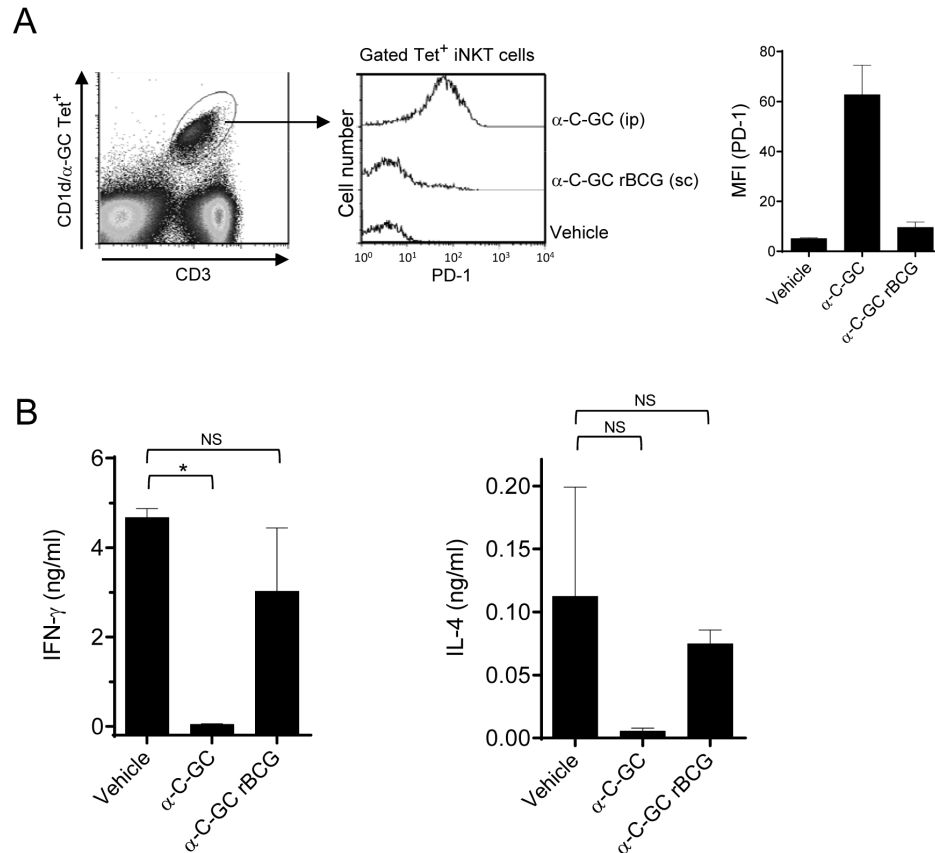 A
CD1d/α-GC Tet+
CD3
Gated Tet+ iNKT cells
Cell number
α-C-GC (ip)
α-C-GC rBCG (sc)
Vehicle
10^0 10^1 10^2 10^3 10^4
PD-1
MFI (PD-1)
80
60
40
20
0
Vehicle
α-C-GC
α-C-GC rBCG
B
IFN-γ (ng/ml)
6
4
2
0
NS
*
Vehicle
α-C-GC
α-C-GC rBCG
IL-4 (ng/ml)
0.20
0.15
0.10
0.05
0.00
NS
NS
Vehicle
α-C-GC
α-C-GC rBCG